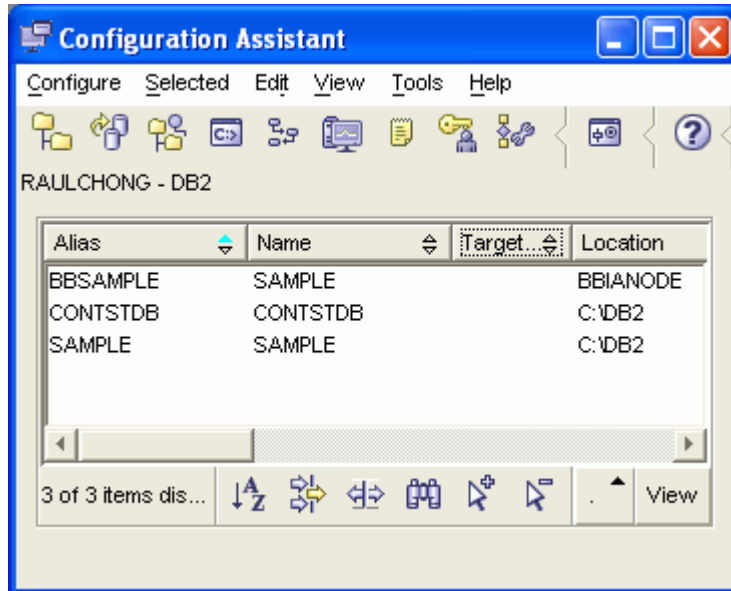 Configuration Assistant
Configure Selected Edit View Tools Help
RAULCHONG - DB2
Alias Name Target... Location
BBSAMPLE SAMPLE BBIANODE
CONTSTDB CONTSTDB C:\DB2
SAMPLE SAMPLE C:\DB2
3 of 3 items dis... . View